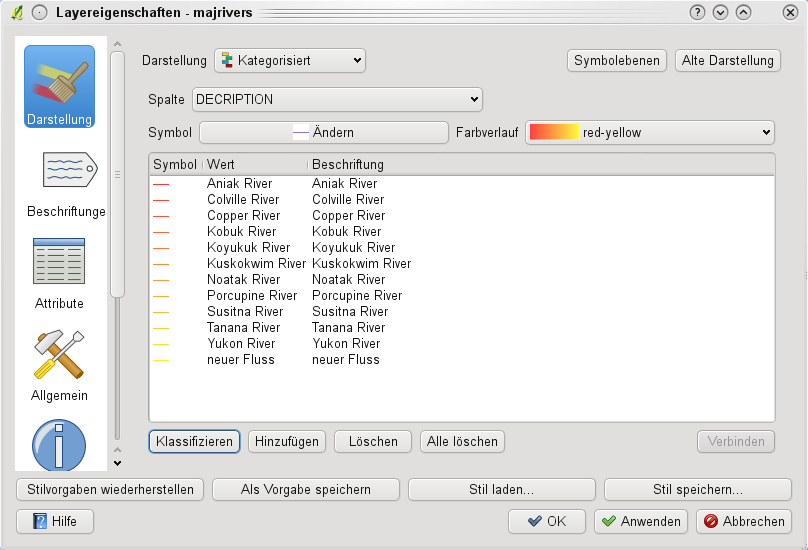 Layereigenschaften - majrivers
Darstellung
Beschriftunge
Attribute
Allgemein
Darstellung Kategorisiert Symbolebenen Alte Darstellung
Spalte DECRIPTION
Symbol Ändern Farbverlauf red-yellow
Symbol Wert Beschriftung
Aniak River Aniak River
Colville River Colville River
Copper River Copper River
Kobuk River Kobuk River
Koyukuk River Koyukuk River
Kuskokwim River Kuskokwim River
Noatak River Noatak River
Porcupine River Porcupine River
Susitna River Susitna River
Tanana River Tanana River
Yukon River Yukon River
neuer Fluss neuer Fluss
Klassifizieren Hinzufügen Löschen Alle löschen Verbinden
Stilvorgaben wiederherstellen Als Vorgabe speichern Stil laden... Stil speichern...
Hilfe OK Anwenden Abbrechen